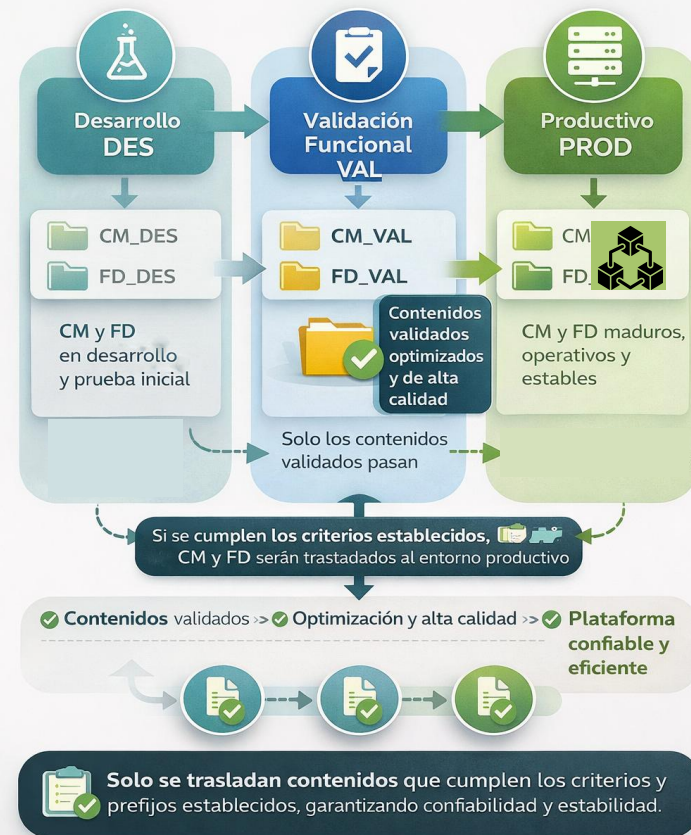 Desarrollo
DES
Validación
Funcional
VAL
Productivo
PROD
CM_DES
FD_DES
CM_VAL
FD_VAL
CM
FD
CM y FD
en desarrollo
y prueba inicial
Contenidos
validados
optimizados
y de alta
calidad
CM y FD maduros,
operativos y
estables
Solo los contenidos
validados pasan
Si se cumplen los criterios establecidos,
CM y FD serán trastadados al entorno productivo
Contenidos validados >> Optimización y alta calidad >> Plataforma
confiable y
eficiente
Solo se trasladan contenidos que cumplen los criterios y
prefijos establecidos, garantizando confiabilidad y estabilidad.